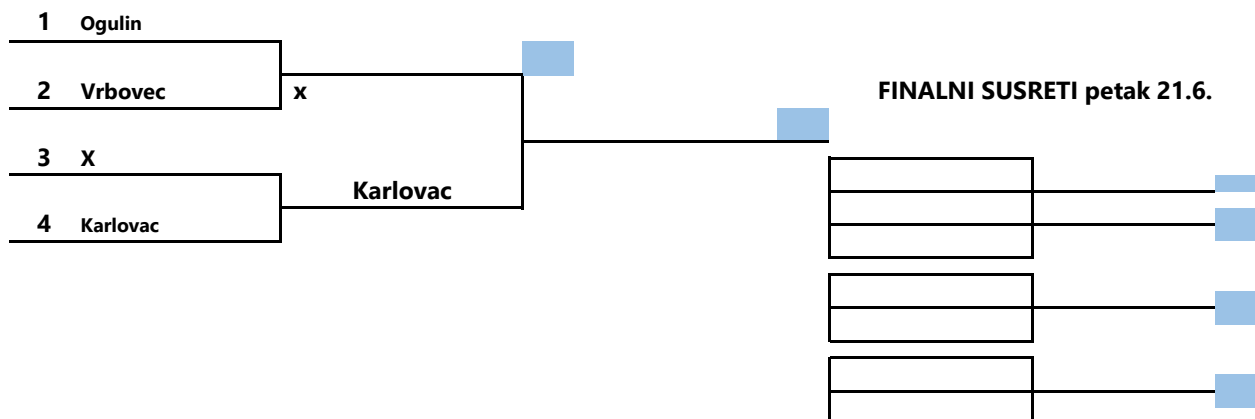 1 Ogulin
2 Vrbovec
x
FINALNI SUSRETI petak 21.6.
3 X
Karlovac
4 Karlovac